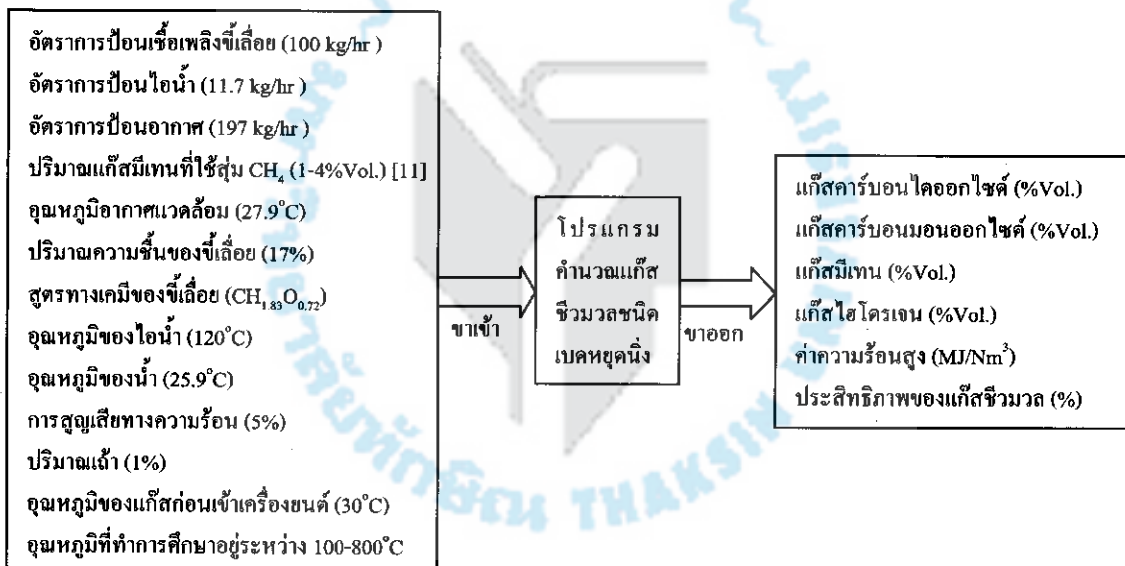 อัตราการป้อนเชื้อเพลิงขี้เลื่อย (100 kg/hr )
อัตราการป้อนไอน้ำ (11.7 kg/hr )
อัตราการป้อนอากาศ (197 kg/hr )
ปริมาณแก๊สมีเทนที่ใช้สุ่ม CH₄ (1-4%Vol.) [11]
อุณหภูมิอากาศแวดล้อม (27.9°C)
ปริมาณความชื้นของขี้เลื่อย (17%)
สูตรทางเคมีของขี้เลื่อย (CH₁.₈₃O₀.₇₂)
อุณหภูมิของไอน้ำ (120°C)
อุณหภูมิของน้ำ (25.9°C)
การสูญเสียทางความร้อน (5%)
ปริมาณเถ้า (1%)
อุณหภูมิของแก๊สก่อนเข้าเครื่องยนต์ (30°C)
อุณหภูมิที่ทำการศึกษาอยู่ระหว่าง 100-800°C
ขาเข้า
โปรแกรม
คำนวณแก๊ส
ชีวมวลชนิด
เบดหยุดนิ่ง
ขาออก
แก๊สคาร์บอนไดออกไซด์ (%Vol.)
แก๊สคาร์บอนมอนออกไซด์ (%Vol.)
แก๊สมีเทน (%Vol.)
แก๊สไฮโดรเจน (%Vol.)
ค่าความร้อนสูง (MJ/Nm³)
ประสิทธิภาพของแก๊สชีวมวล (%)
THAKSIN